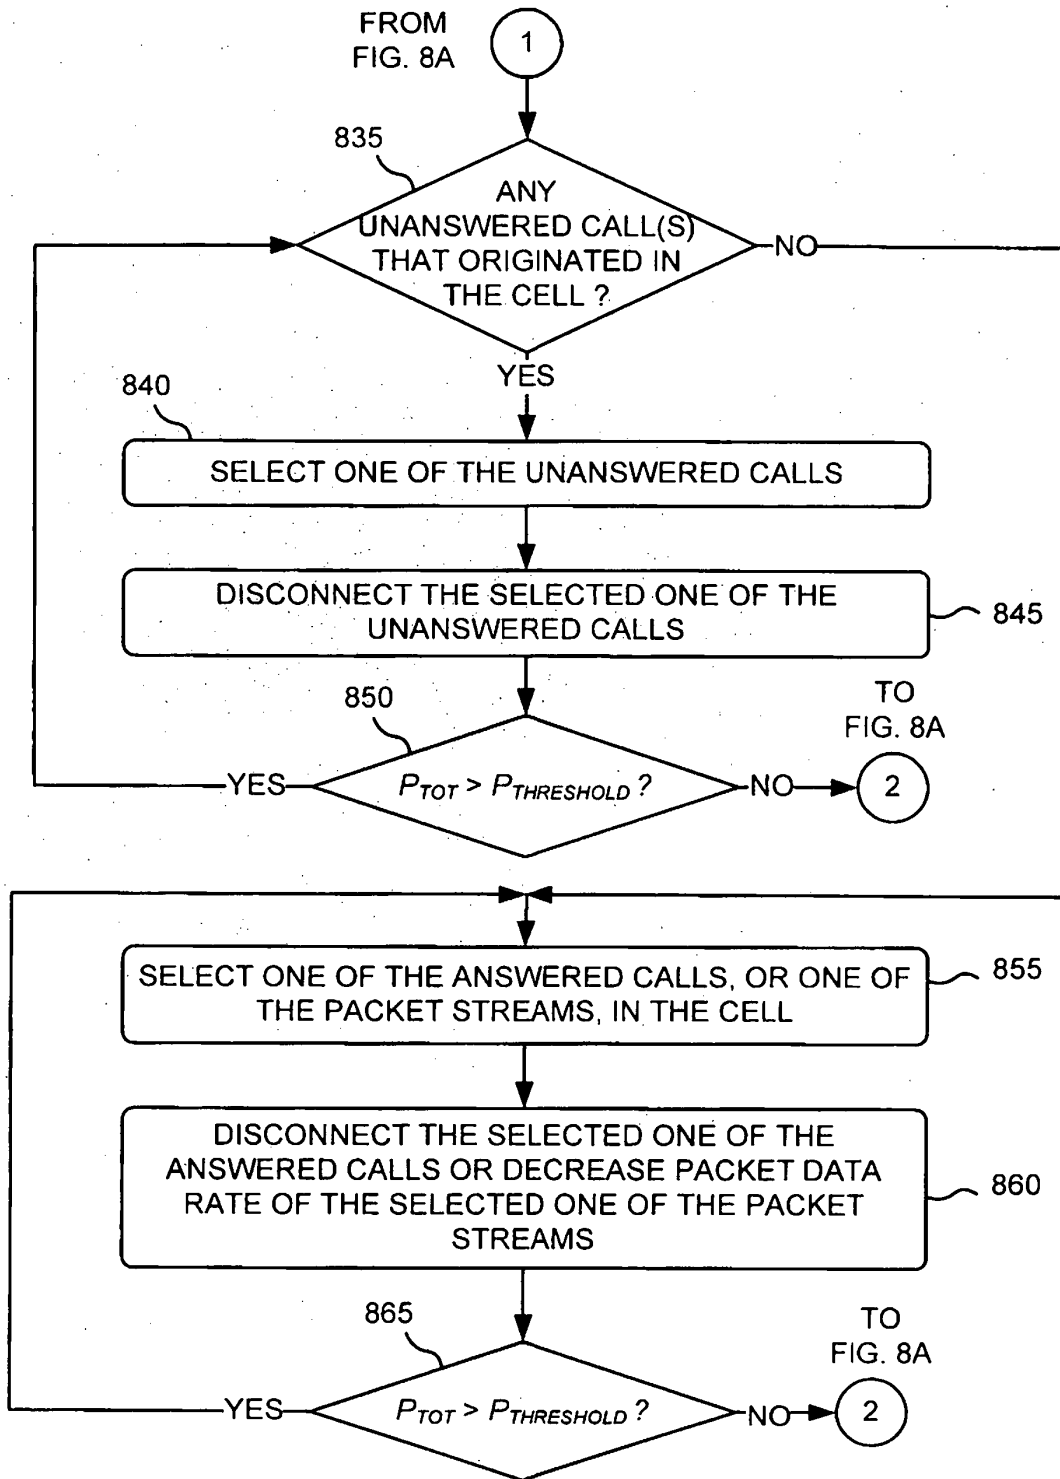 FROM
FIG. 8A
1
835
ANY
UNANSWERED CALL(S)
THAT ORIGINATED IN
THE CELL ?
NO
YES
840
SELECT ONE OF THE UNANSWERED CALLS
DISCONNECT THE SELECTED ONE OF THE
UNANSWERED CALLS
845
850
TO
FIG. 8A
YES
PTOT > PTHRESHOLD ?
NO
2
SELECT ONE OF THE ANSWERED CALLS, OR ONE OF
THE PACKET STREAMS, IN THE CELL
855
DISCONNECT THE SELECTED ONE OF THE
ANSWERED CALLS OR DECREASE PACKET DATA
RATE OF THE SELECTED ONE OF THE PACKET
STREAMS
860
865
TO
FIG. 8A
YES
PTOT > PTHRESHOLD ?
NO
2